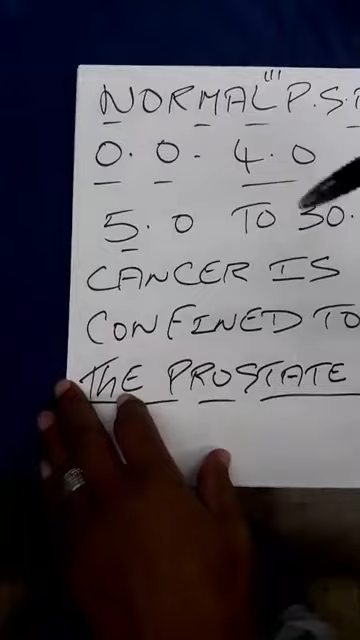 NORMAL "' P.S.
0.0 - 4.0
5.0 TO 30.
CANCER IS
CONFINED TO
THE PROSTATE